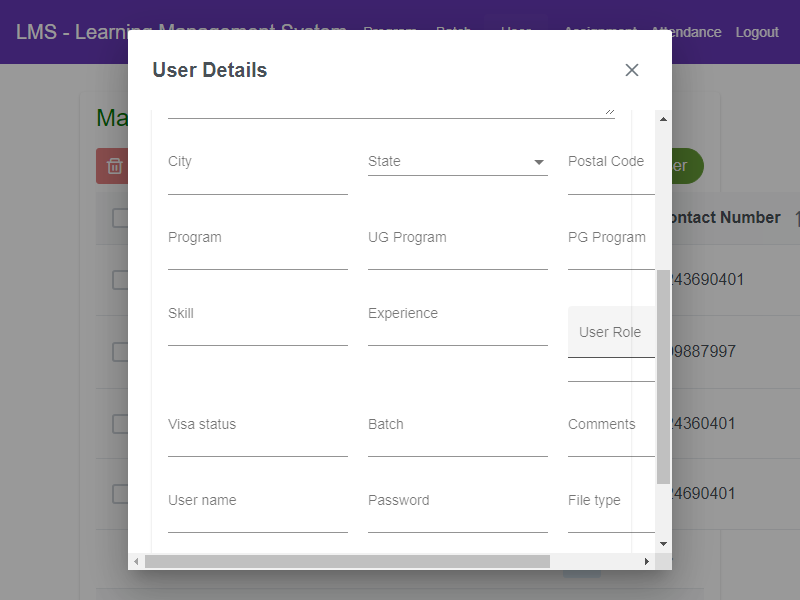 LMS - Learning Management System Program Batch User Assignment Attendance Logout
User Details
Ma
City State Postal Code
er
ontact Number
Program UG Program PG Program
243690401
Skill Experience
User Role
99887997
Visa status Batch Comments
24360401
User name Password File type
24690401